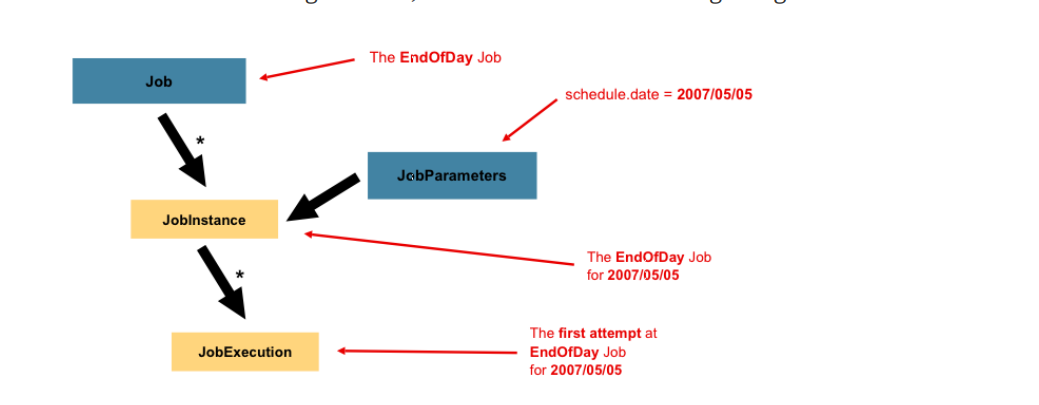 The EndOfDay Job
Job
schedule.date = 2007/05/05
*
JobParameters
JobInstance
The EndOfDay Job
for 2007/05/05
*
The first attempt at
JobExecution
EndOfDay Job
for 2007/05/05